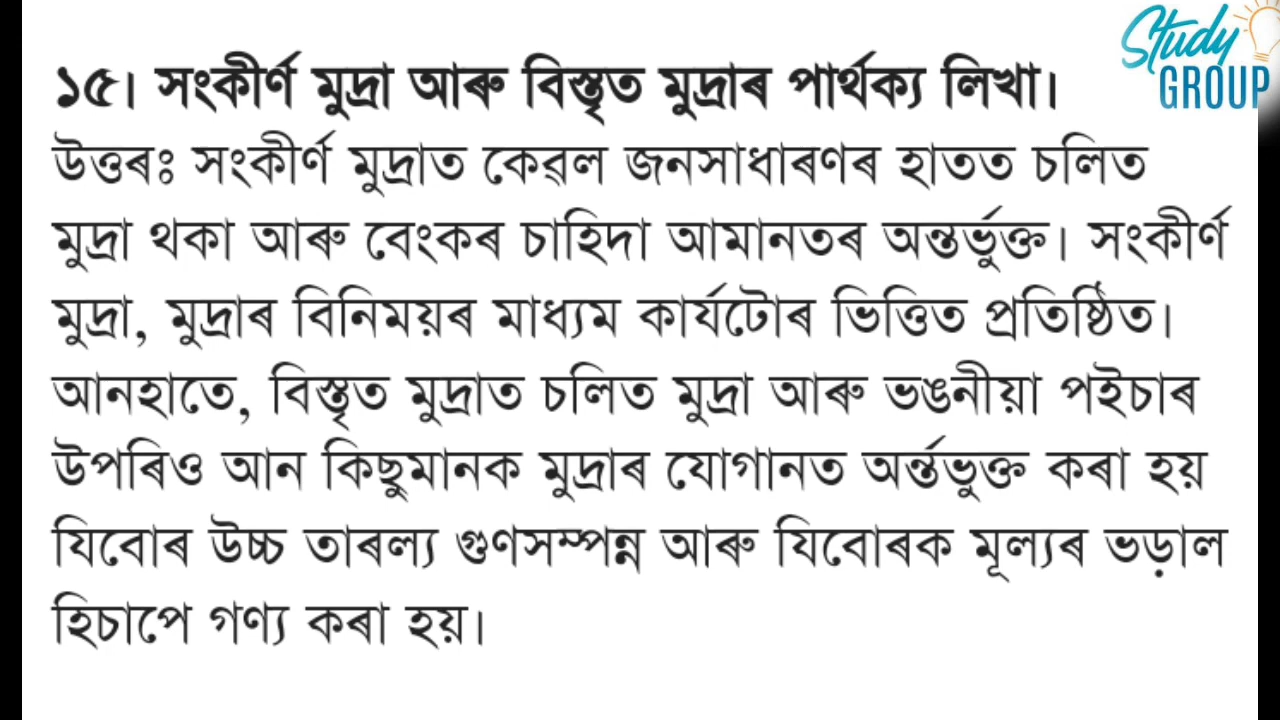 Study
GROUP
১৫। সংকীৰ্ণ মুদ্ৰা আৰু বিস্তৃত মুদ্ৰাৰ পাৰ্থক্য লিখা।
উত্তৰঃ সংকীৰ্ণ মুদ্ৰাত কেৱল জনসাধাৰণৰ হাতত চলিত
মুদ্ৰা থকা আৰু বেংকৰ চাহিদা আমানতৰ অন্তৰ্ভুক্ত। সংকীৰ্ণ
মুদ্ৰা, মুদ্ৰাৰ বিনিময়ৰ মাধ্যম কাৰ্যটোৰ ভিত্তিত প্ৰতিষ্ঠিত।
আনহাতে, বিস্তৃত মুদ্ৰাত চলিত মুদ্ৰা আৰু ভঙনীয়া পইচাৰ
উপৰিও আন কিছুমানক মুদ্ৰাৰ যোগানত অৰ্ন্তভুক্ত কৰা হয়
যিবোৰ উচ্চ তাৰল্য গুণসম্পন্ন আৰু যিবোৰক মূল্যৰ ভড়াল
হিচাপে গণ্য কৰা হয়।